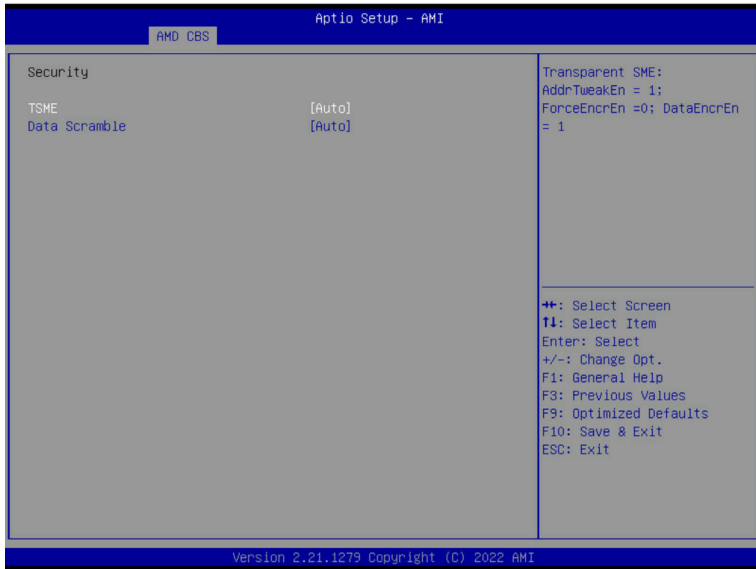 Aptio Setup – AMI
AMD CBS
Security
TSME [Auto]
Data Scramble [Auto]
Transparent SME:
AddrTweakEn = 1;
ForceEncrEn =0; DataEncrEn
= 1
→←: Select Screen
↑↓: Select Item
Enter: Select
+/-: Change Opt.
F1: General Help
F3: Previous Values
F9: Optimized Defaults
F10: Save & Exit
ESC: Exit
Version 2.21.1279 Copyright (C) 2022 AMI